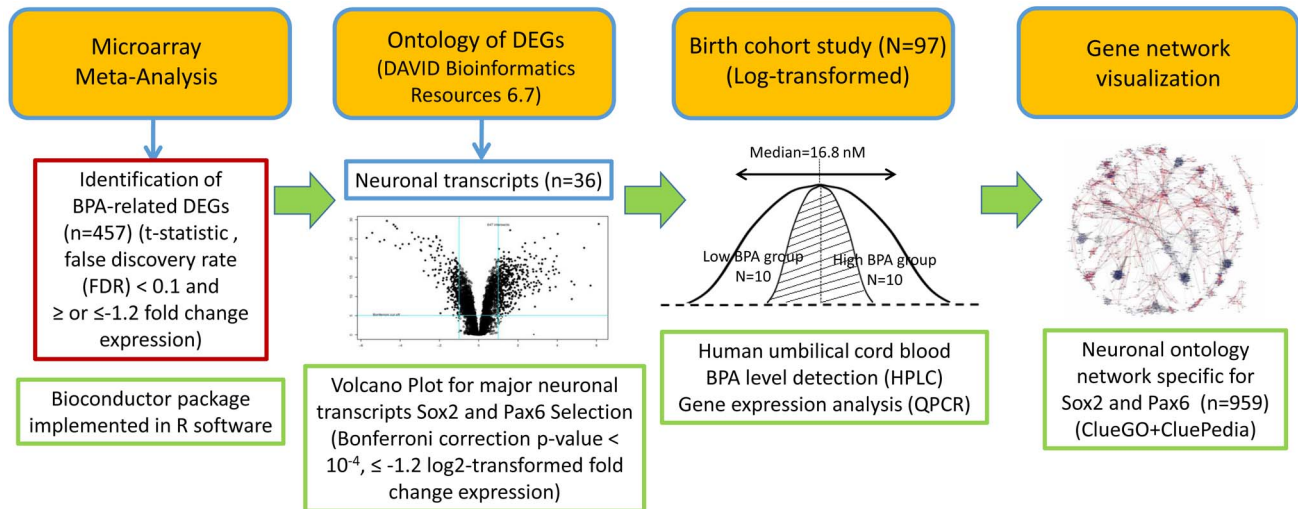 Microarray
Meta-Analysis
Identification of
BPA-related DEGs
(n=457) (t-statistic ,
false discovery rate
(FDR) < 0.1 and
≥ or ≤-1.2 fold change
expression)
Bioconductor package
implemented in R software
Ontology of DEGs
(DAVID Bioinformatics
Resources 6.7)
Neuronal transcripts (n=36)
Volcano Plot for major neuronal
transcripts Sox2 and Pax6 Selection
(Bonferroni correction p-value <
10⁻⁴, ≤ -1.2 log2-transformed fold
change expression)
Birth cohort study (N=97)
(Log-transformed)
Median=16.8 nM
Low BPA group
N=10
High BPA group
N=10
Human umbilical cord blood
BPA level detection (HPLC)
Gene expression analysis (QPCR)
Gene network
visualization
Neuronal ontology
network specific for
Sox2 and Pax6 (n=959)
(ClueGO+CluePedia)